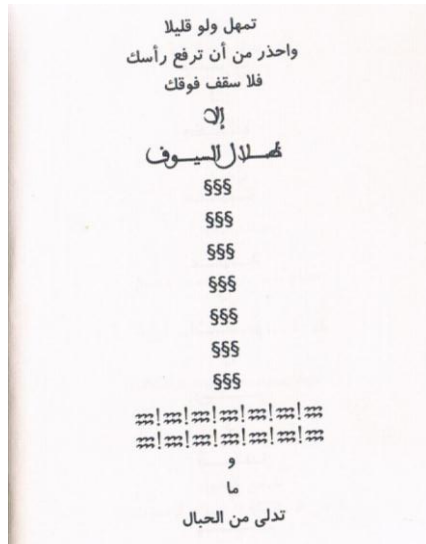 تمهل ولو قليلا
واحذر من أن ترفع رأسك
فلا سقف فوقك
إلا
ظلال السيوف
§§§
§§§
§§§
§§§
§§§
§§§
§§§
♒!♒!♒!♒!♒!♒!♒
♒!♒!♒!♒!♒!♒!♒
و
ما
تدلى من الحبال